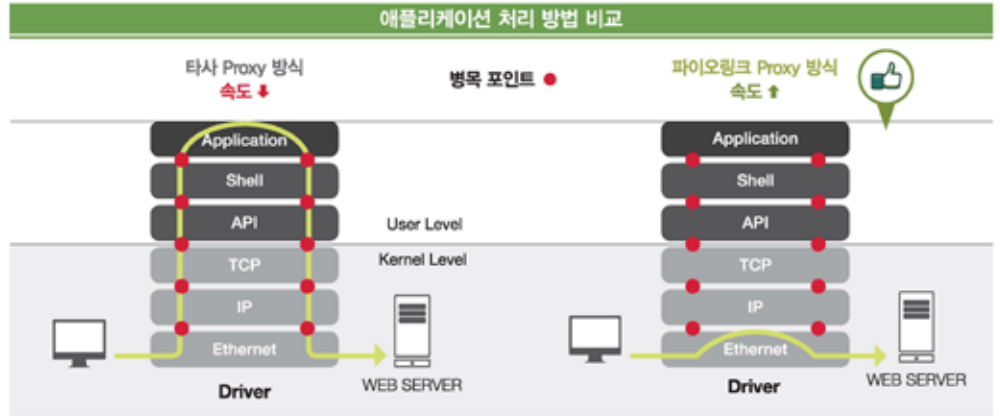 애플리케이션 처리 방법 비교
타사 Proxy 방식
속도 ⬇
병목 포인트
파이오링크 Proxy 방식
속도 ⬆
Application
Shell
API
TCP
IP
Ethernet
Driver
User Level
Kernel Level
WEB SERVER
Application
Shell
API
TCP
IP
Ethernet
Driver
WEB SERVER